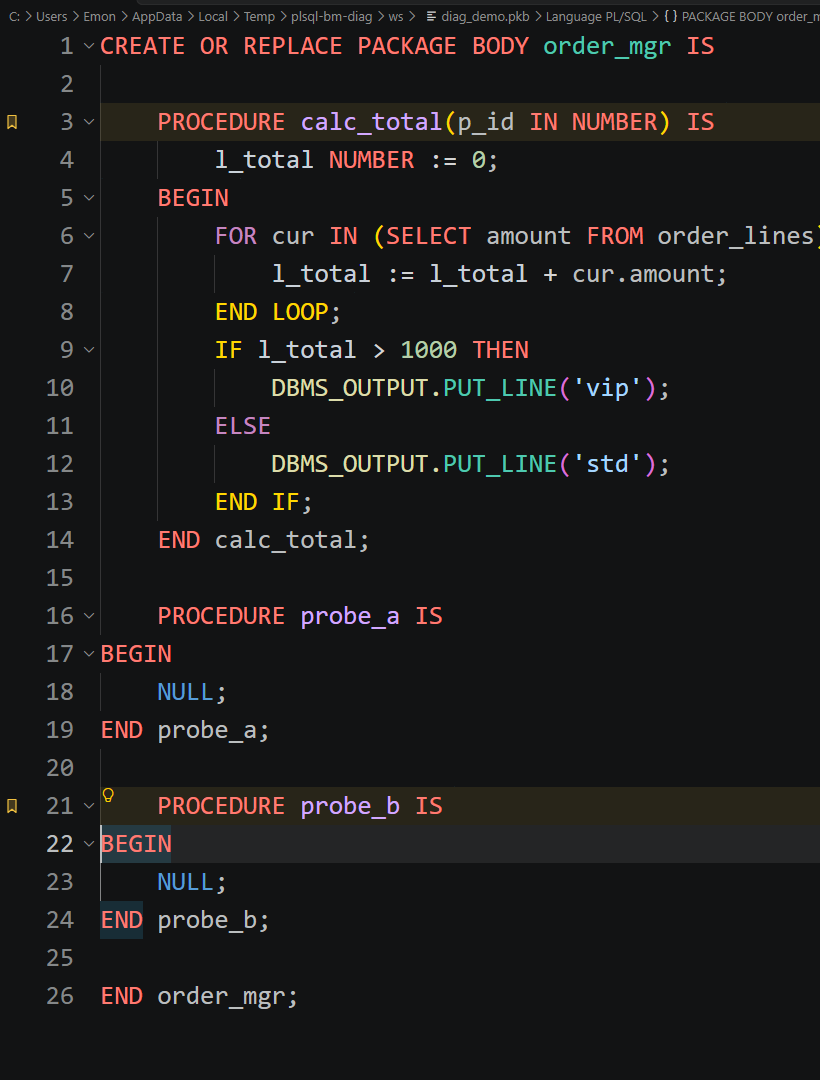 C: > Users > Emon > AppData > Local > Temp > plsql-bm-diag > ws > diag_demo.pkb > Language PL/SQL > { } PACKAGE BODY
1 CREATE OR REPLACE PACKAGE BODY order_mgr IS
2
3 PROCEDURE calc_total(p_id IN NUMBER) IS
4 l_total NUMBER := 0;
5 BEGIN
6 FOR cur IN (SELECT amount FROM order_lines)
7 l_total := l_total + cur.amount;
8 END LOOP;
9 IF l_total > 1000 THEN
10 DBMS_OUTPUT.PUT_LINE('vip');
11 ELSE
12 DBMS_OUTPUT.PUT_LINE('std');
13 END IF;
14 END calc_total;
15
16 PROCEDURE probe_a IS
17 BEGIN
18 NULL;
19 END probe_a;
20
21 PROCEDURE probe_b IS
22 BEGIN
23 NULL;
24 END probe_b;
25
26 END order_mgr;